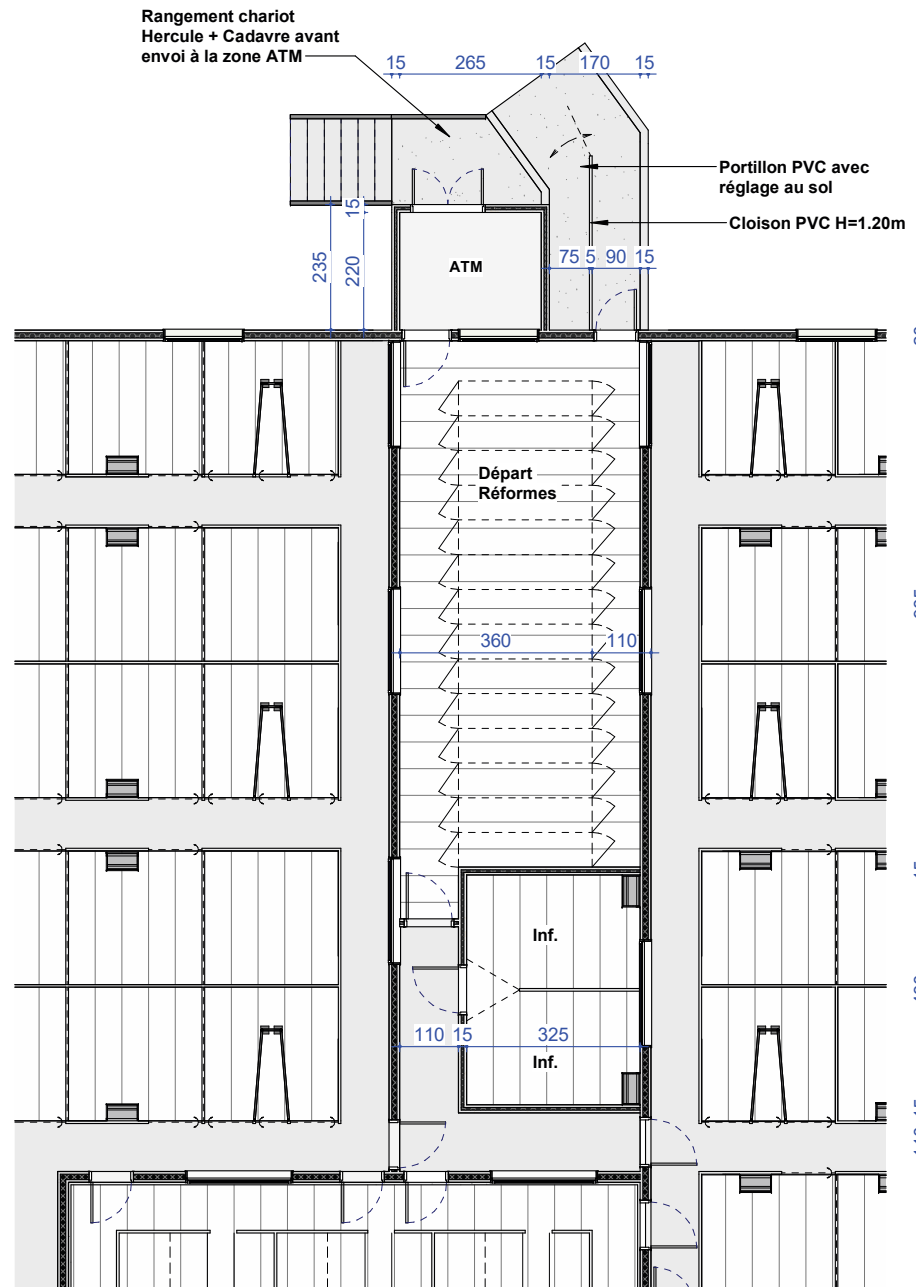 Rangement chariot
Hercule + Cadavre avant
envoi à la zone ATM
15 265 15 170 15
Portillon PVC avec
réglage au sol
Cloison PVC H=1.20m
235
220
15
ATM
75 5 90 15
Départ
Réformes
360 110
Inf.
110 15 325
Inf.